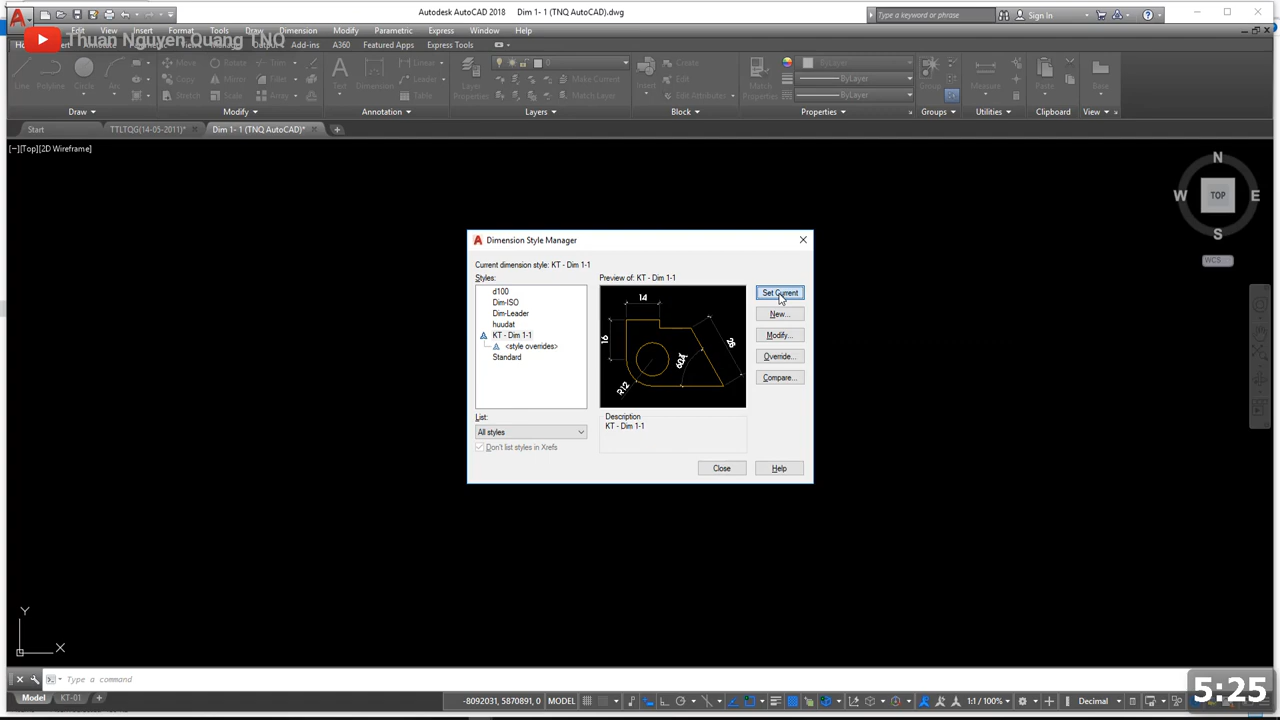 Autodesk AutoCAD 2018 Dim 1- 1 (TNQ AutoCAD).dwg
Type a keyword or phrase
Sign In
Edit View Insert Format Tools Draw Dimension Modify Parametric Express Window Help
Thuan Nguyen Quang TNQ
Add-ins A360 Featured Apps Express Tools
Line Polyline Circle Arc
Move Rotate Trim
Copy Mirror Fillet
Stretch Scale Array
Text Dimension
Linear
Leader
Table
Layer Properties
0
Make Current
Match Layer
Insert
Create
Edit
Edit Attributes
Match Properties
ByLayer
ByLayer
ByLayer
Group
Measure
Paste
Base
Draw Modify Annotation Layers Block Properties Groups Utilities Clipboard View
Start TTLTQG(14-05-2011)* Dim 1- 1 (TNQ AutoCAD)*
[−][Top][2D Wireframe]
N
W TOP E
S
WCS
Dimension Style Manager
Current dimension style: KT - Dim 1-1
Styles:
d100
Dim-ISO
Dim-Leader
huudat
KT - Dim 1-1
<style overrides>
Standard
List:
All styles
Don't list styles in Xrefs
Preview of: KT - Dim 1-1
14
16
R12
Description
KT - Dim 1-1
Set Current
New...
Modify...
Override...
Compare...
Close
Help
Y
X
Type a command
Model KT-01
-8092031, 5870891, 0 MODEL
1:1 / 100%
Decimal
5:25